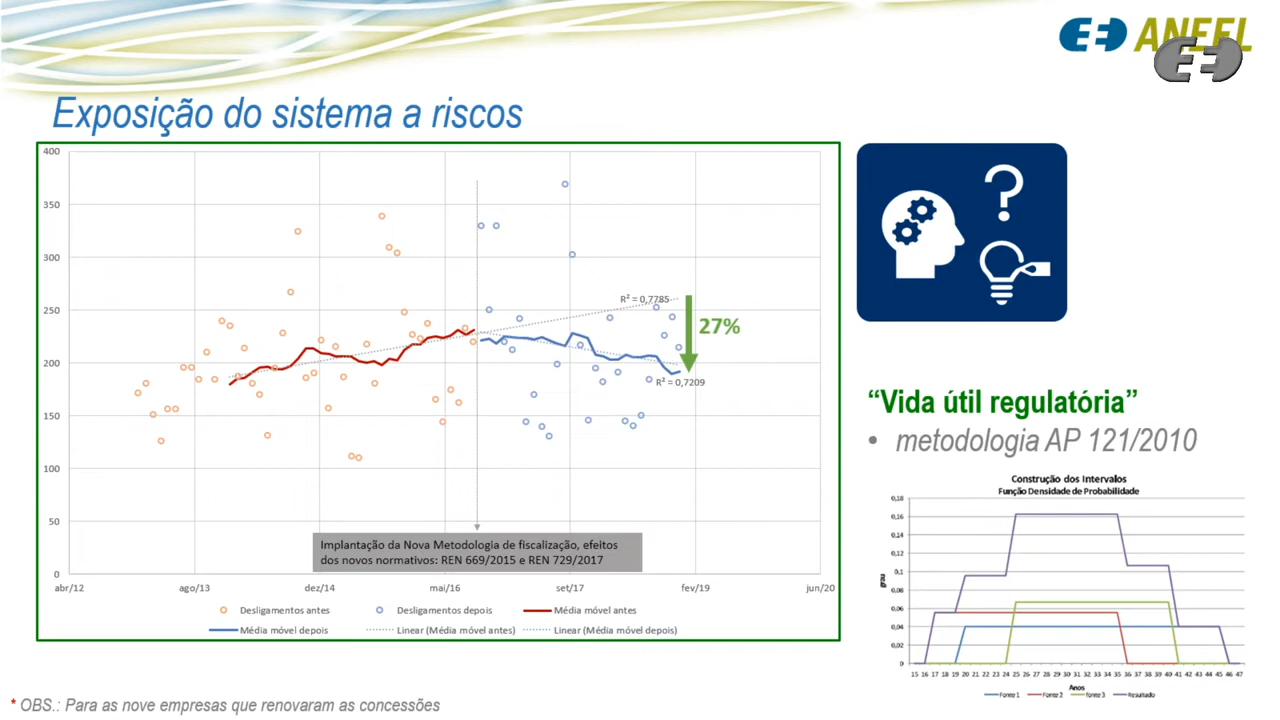 ANEEL
Exposição do sistema a riscos
400
350
300
250
200
150
100
50
0
abr/12 ago/13 dez/14 mai/16 set/17 fev/19 jun/20
R² = 0,7785
27%
R² = 0,7209
Implantação da Nova Metodologia de fiscalização, efeitos
dos novos normativos: REN 669/2015 e REN 729/2017
Desligamentos antes Desligamentos depois Média móvel antes
Média móvel depois Linear (Média móvel antes) Linear (Média móvel depois)
?
“Vida útil regulatória”
• metodologia AP 121/2010
Construção dos Intervalos
Função Densidade de Probabilidade
0,18
0,16
0,14
0,12
0,1
0,08
0,06
0,04
0,02
0
grau
15 16 17 18 19 20 21 22 23 24 25 26 27 28 29 30 31 32 33 34 35 36 37 38 39 40 41 42 43 44 45 46 47
Anos
Fonte 1 Fonte 2 fonte 3 Resultado
* OBS.: Para as nove empresas que renovaram as concessões